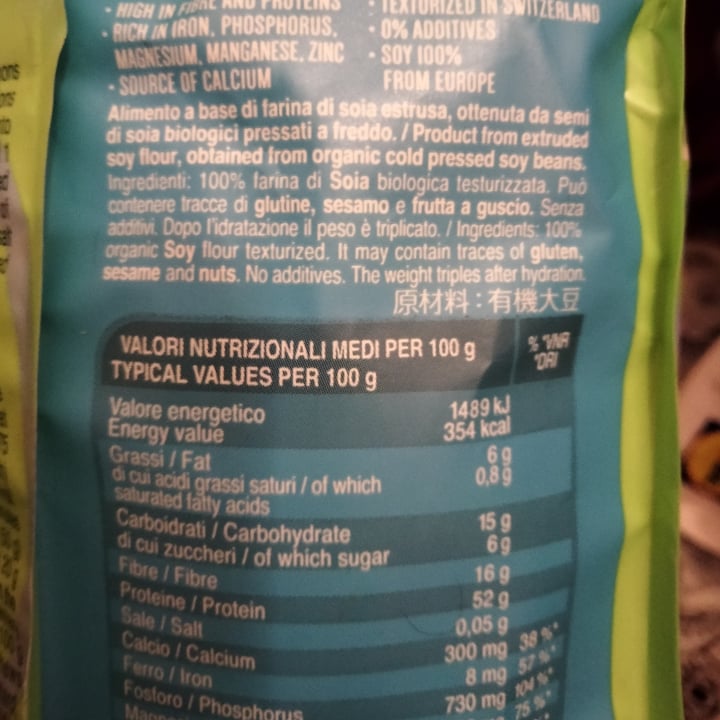 · HIGH IN FIBRE AND PROTEINS
· RICH IN IRON, PHOSPHORUS,
MAGNESIUM, MANGANESE, ZINC
· SOURCE OF CALCIUM
· TEXTURIZED IN SWITZERLAND
· 0% ADDITIVES
· SOY 100%
FROM EUROPE
Alimento a base di farina di soia estrusa, ottenuta da semi
di soia biologici pressati a freddo. / Product from extruded
soy flour, obtained from organic cold pressed soy beans.
Ingredienti: 100% farina di Soia biologica testurizzata. Può
contenere tracce di glutine, sesamo e frutta a guscio. Senza
additivi. Dopo l'idratazione il peso è triplicato. / Ingredients: 100%
organic Soy flour texturized. It may contain traces of gluten,
sesame and nuts. No additives. The weight triples after hydration.
原材料:有機大豆
VALORI NUTRIZIONALI MEDI PER 100 g % *VNR
TYPICAL VALUES PER 100 g *DRI
Valore energetico 1489 kJ
Energy value 354 kcal
Grassi / Fat 6 g
di cui acidi grassi saturi / of which 0,8 g
saturated fatty acids
Carboidrati / Carbohydrate 15 g
di cui zuccheri / of which sugar 6 g
Fibre / Fibre 16 g
Proteine / Protein 52 g
Sale / Salt 0,05 g
Calcio / Calcium 300 mg 38 %*
Ferro / Iron 8 mg 57 %*
Fosforo / Phosphorus 730 mg 104 %*
75 %*